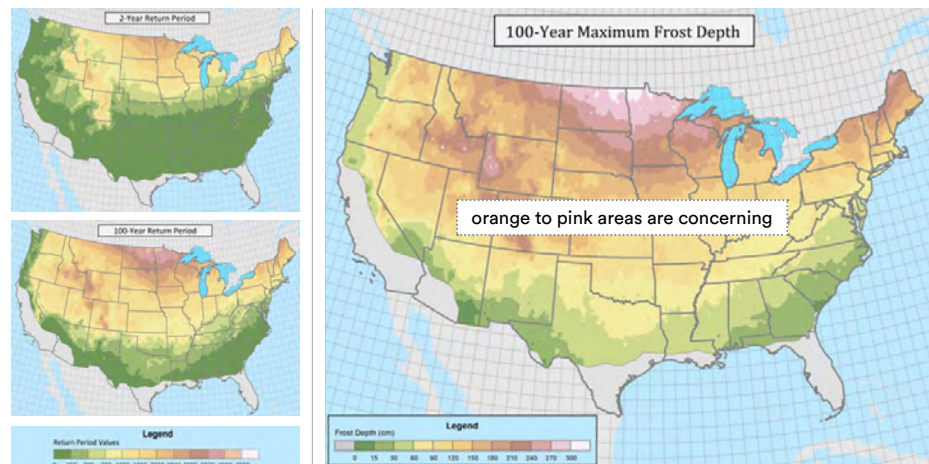 2-Year Return Period
100-Year Return Period
Legend
Return Period Values
100-Year Maximum Frost Depth
orange to pink areas are concerning
Legend
Frost Depth (cm)
0 15 30 60 90 120 150 180 210 240 270 300